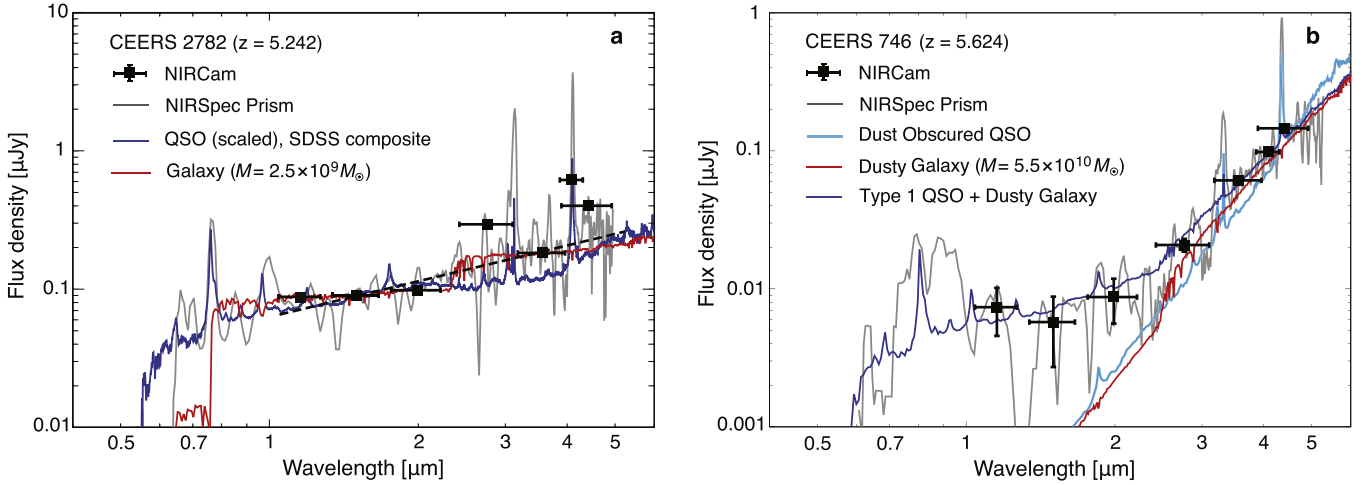 10
1
0.1
0.01
Flux density [μJy]
CEERS 2782 (z = 5.242)
a
NIRCam
NIRSpec Prism
QSO (scaled), SDSS composite
Galaxy (M = 2.5×10⁹M☉)
0.5 0.7 1 2 3 4 5
Wavelength [μm]
1
0.1
0.01
0.001
Flux density [μJy]
CEERS 746 (z = 5.624)
b
NIRCam
NIRSpec Prism
Dust Obscured QSO
Dusty Galaxy (M = 5.5×10¹⁰M☉)
Type 1 QSO + Dusty Galaxy
0.5 0.7 1 2 3 4 5
Wavelength [μm]